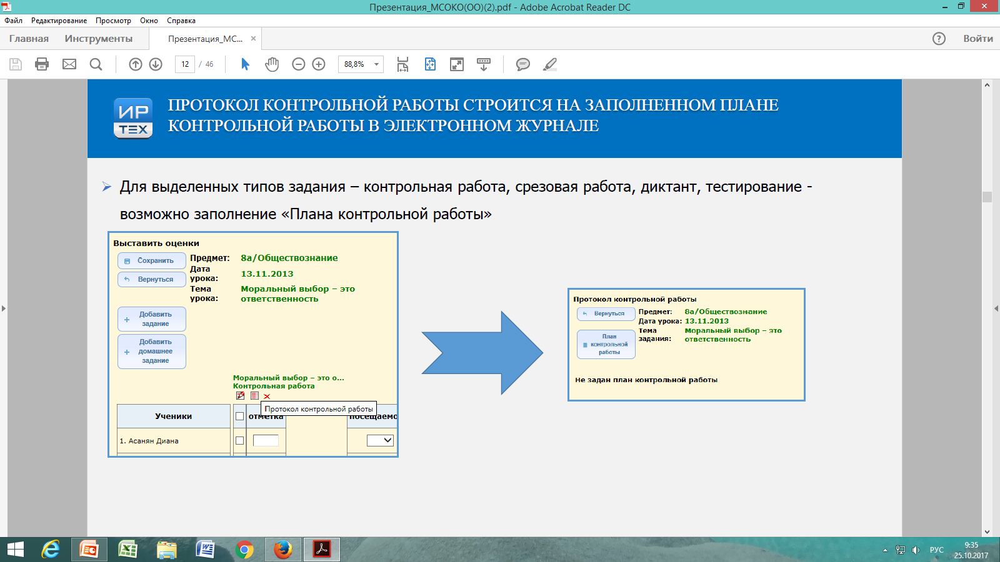 Презентация_МСОКО(ОО)(2).pdf - Adobe Acrobat Reader DC
Файл Редактирование Просмотр Окно Справка
Главная Инструменты Презентация_МС... × ? Войти
12 / 46 88,8%
ИР
ТЕХ
ПРОТОКОЛ КОНТРОЛЬНОЙ РАБОТЫ СТРОИТСЯ НА ЗАПОЛНЕННОМ ПЛАНЕ
КОНТРОЛЬНОЙ РАБОТЫ В ЭЛЕКТРОННОМ ЖУРНАЛЕ
Для выделенных типов задания – контрольная работа, срезовая работа, диктант, тестирование -
возможно заполнение «Плана контрольной работы»
Выставить оценки
Сохранить
Вернуться
Предмет: 8а/Обществознание
Дата
урока: 13.11.2013
Тема
урока: Моральный выбор – это
ответственность
Добавить
задание
Добавить
домашнее
задание
Моральный выбор – это о...
Контрольная работа
Протокол контрольной работы
Ученики отметка посещаемо
1. Асанян Диана
Протокол контрольной работы
Вернуться
План
контрольной
работы
Предмет: 8а/Обществознание
Дата урока: 13.11.2013
Тема
задания: Моральный выбор – это
ответственность
Не задан план контрольной работы
РУС
9:35
25.10.2017